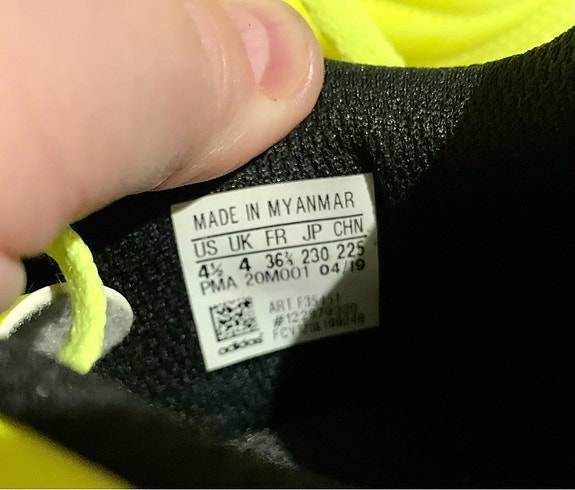 MADE IN MYANMAR
US UK FR JP CHN
4½ 4 36⅔ 230 225
PMA 20M001 04/19
ART
adidas